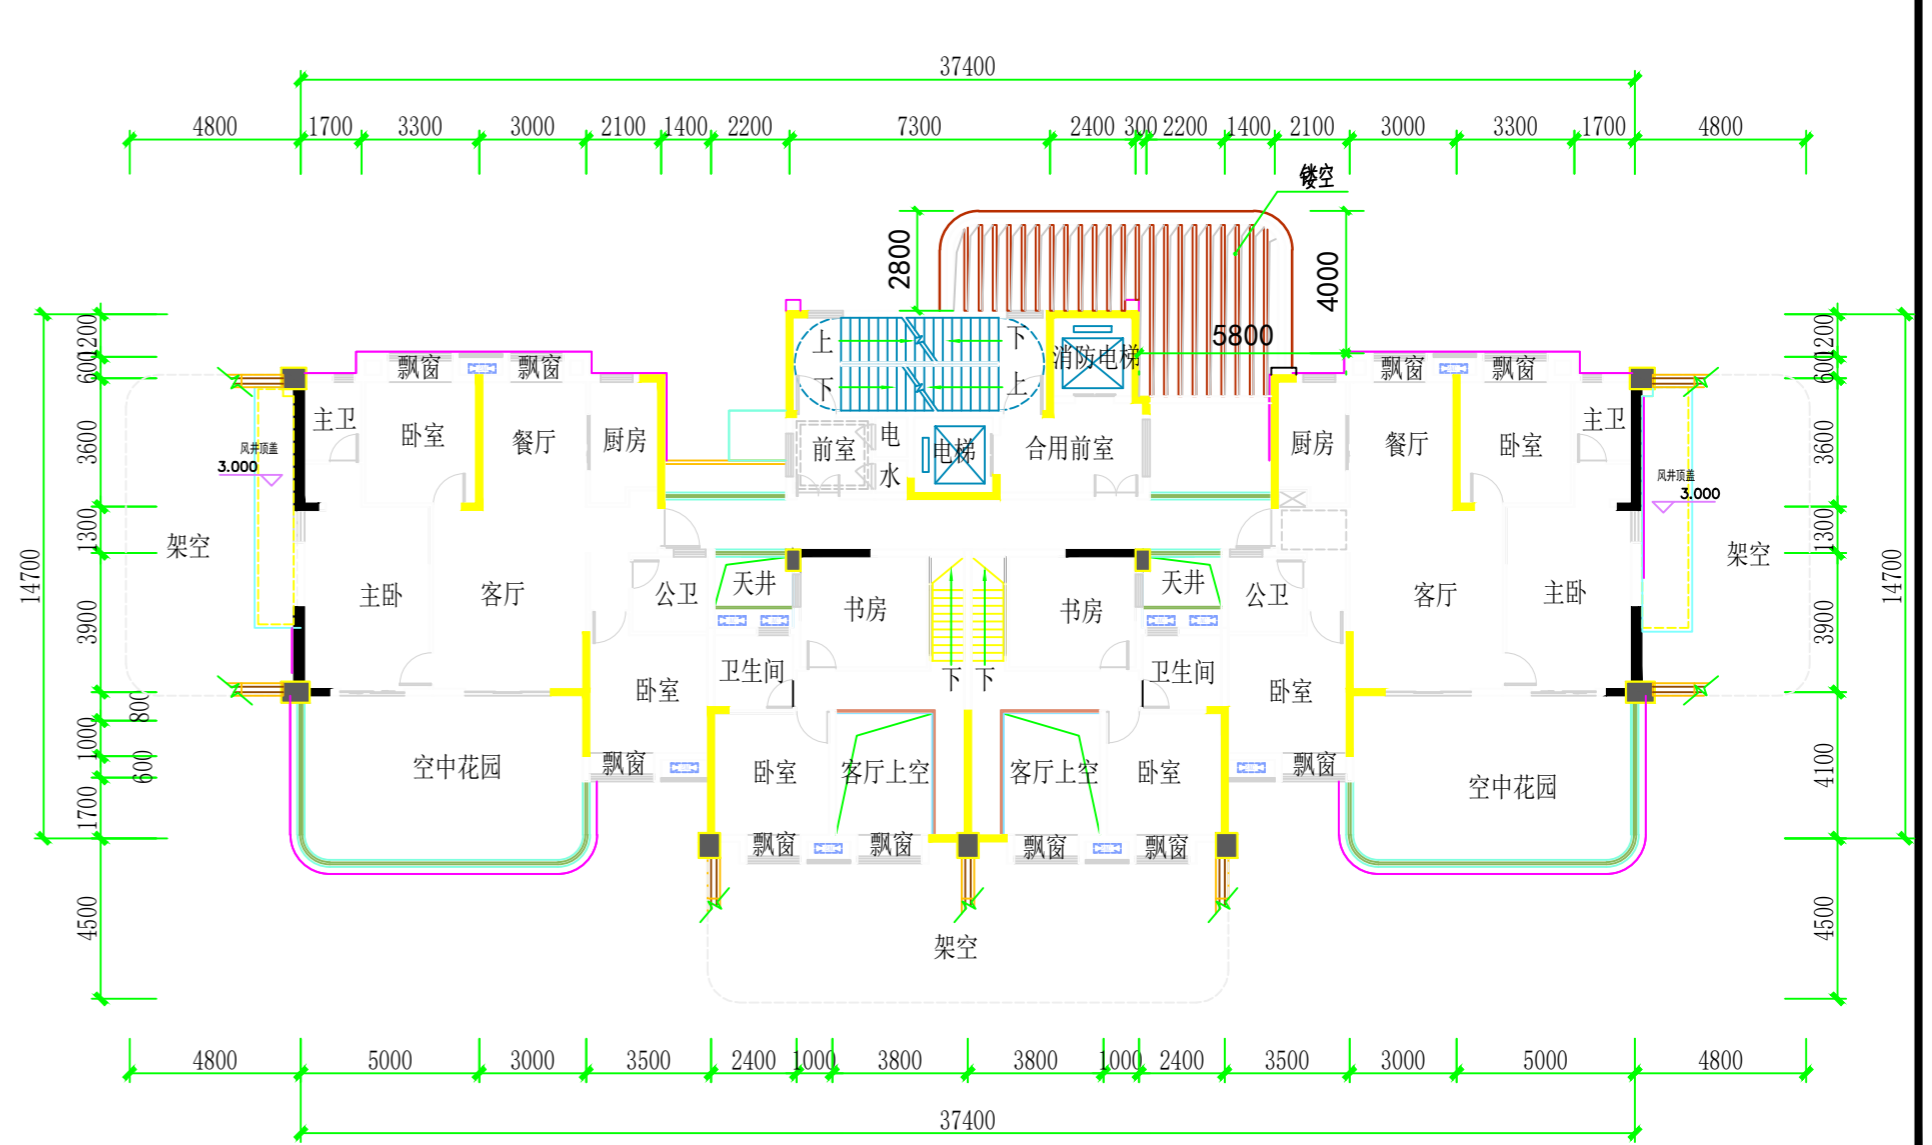 37400
4800 1700 3300 3000 2100 1400 2200 7300 2400 300 2200 1400 2100 3000 3300 1700 4800
镂空
2800
4000
5800
1200
600
3600
1300
3900
800
1000
600
1700
4500
14700
1200
600
3600
1300
3900
4100
4500
14700
上 下 消防电梯
飘窗 飘窗 飘窗 飘窗
下 上
主卫 卧室 餐厅 厨房 前室 电 电梯 合用前室 厨房 餐厅 卧室 主卫
水
风井顶盖 风井顶盖
3.000 3.000
架空 架空
主卧 客厅 公卫 天井 书房 书房 天井 公卫 客厅 主卧
卧室 卫生间 下 下 卫生间 卧室
空中花园 飘窗 卧室 客厅上空 客厅上空 卧室 飘窗 空中花园
飘窗 飘窗 飘窗 飘窗
架空
4800 5000 3000 3500 2400 1000 3800 3800 1000 2400 3500 3000 5000 4800
37400